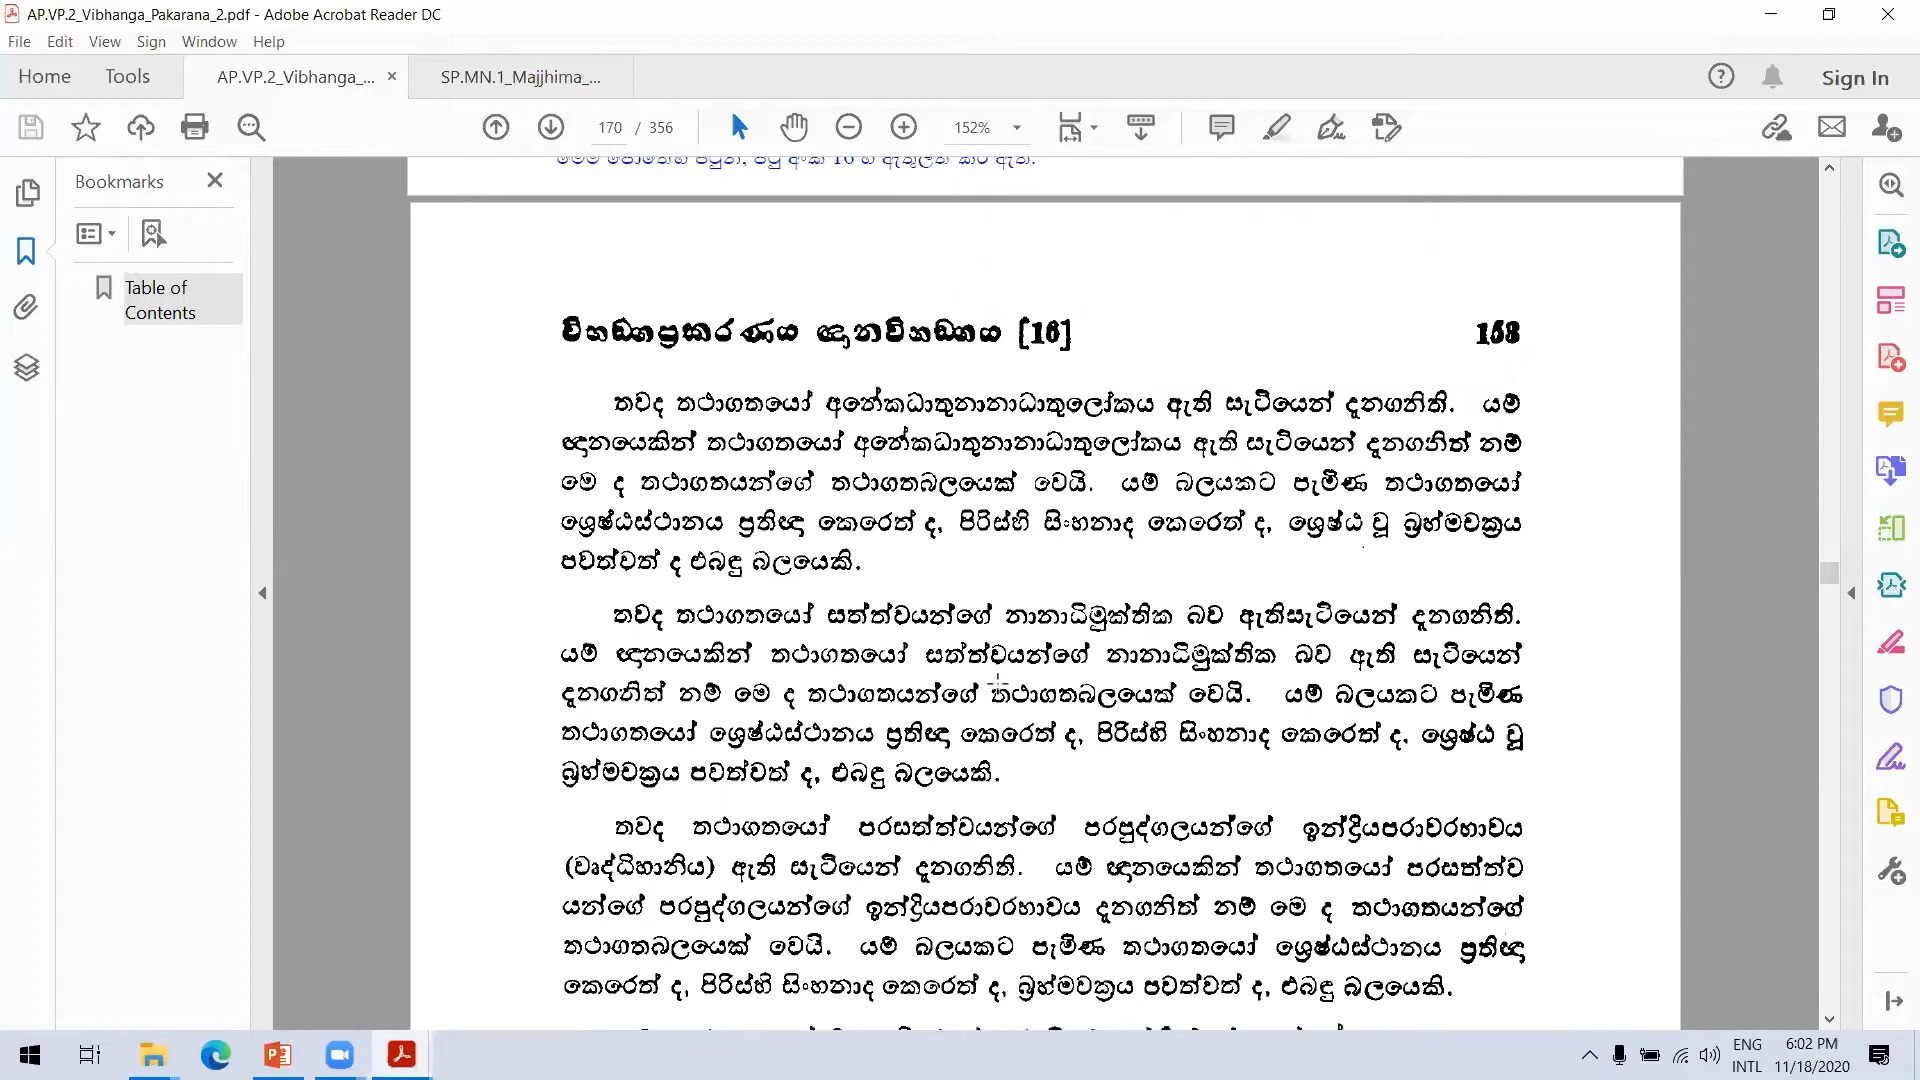 AP.VP.2_Vibhanga_Pakarana_2.pdf - Adobe Acrobat Reader DC
File Edit View Sign Window Help
Home Tools AP.VP.2_Vibhanga_... × SP.MN.1_Majjhima_... Sign In
170 / 356 152%
Bookmarks
Table of
Contents
විභඞ්ගප්‍රකරණය ඥානවිභඞ්ගය [16]
තවද තථාගතයෝ අනේකධාතුනානාධාතුලෝකය ඇති සැටියෙන් දැනගනිති. යම්
ඥානයෙකින් තථාගතයෝ අනේකධාතුනානාධාතුලෝකය ඇති සැටියෙන් දැනගනිත් නම්
මෙ ද තථාගතයන්ගේ තථාගතබලයෙක් වෙයි. යම් බලයකට පැමිණ තථාගතයෝ
ශ්‍රෙෂ්ඨස්ථානය ප්‍රතිඥා කෙරෙත් ද, පිරිස්හි සිංහනාද කෙරෙත් ද, ශ්‍රෙෂ්ඨ වූ බ්‍රහ්මචක්‍රය
පවත්වත් ද එබඳු බලයෙකි.
තවද තථාගතයෝ සත්ත්වයන්ගේ නානාධිමුක්තික බව ඇතිසැටියෙන් දැනගනිති.
යම් ඥානයෙකින් තථාගතයෝ සත්ත්වයන්ගේ නානාධිමුක්තික බව ඇති සැටියෙන්
දැනගනිත් නම් මෙ ද තථාගතයන්ගේ තථාගතබලයෙක් වෙයි. යම් බලයකට පැමිණ
තථාගතයෝ ශ්‍රෙෂ්ඨස්ථානය ප්‍රතිඥා කෙරෙත් ද, පිරිස්හි සිංහනාද කෙරෙත් ද, ශ්‍රෙෂ්ඨ වූ
බ්‍රහ්මචක්‍රය පවත්වත් ද, එබඳු බලයෙකි.
තවද තථාගතයෝ පරසත්ත්වයන්ගේ පරපුද්ගලයන්ගේ ඉන්ද්‍රියපරාවරභාවය
(වෘද්ධිහානිය) ඇති සැටියෙන් දැනගනිති. යම් ඥානයෙකින් තථාගතයෝ පරසත්ත්ව
යන්ගේ පරපුද්ගලයන්ගේ ඉන්ද්‍රියපරාවරභාවය දැනගනිත් නම් මෙ ද තථාගතයන්ගේ
තථාගතබලයෙක් වෙයි. යම් බලයකට පැමිණ තථාගතයෝ ශ්‍රෙෂ්ඨස්ථානය ප්‍රතිඥා
කෙරෙත් ද, පිරිස්හි සිංහනාද කෙරෙත් ද, බ්‍රහ්මචක්‍රය පවත්වත් ද, එබඳු බලයෙකි.
ENG 6:02 PM
INTL 11/18/2020